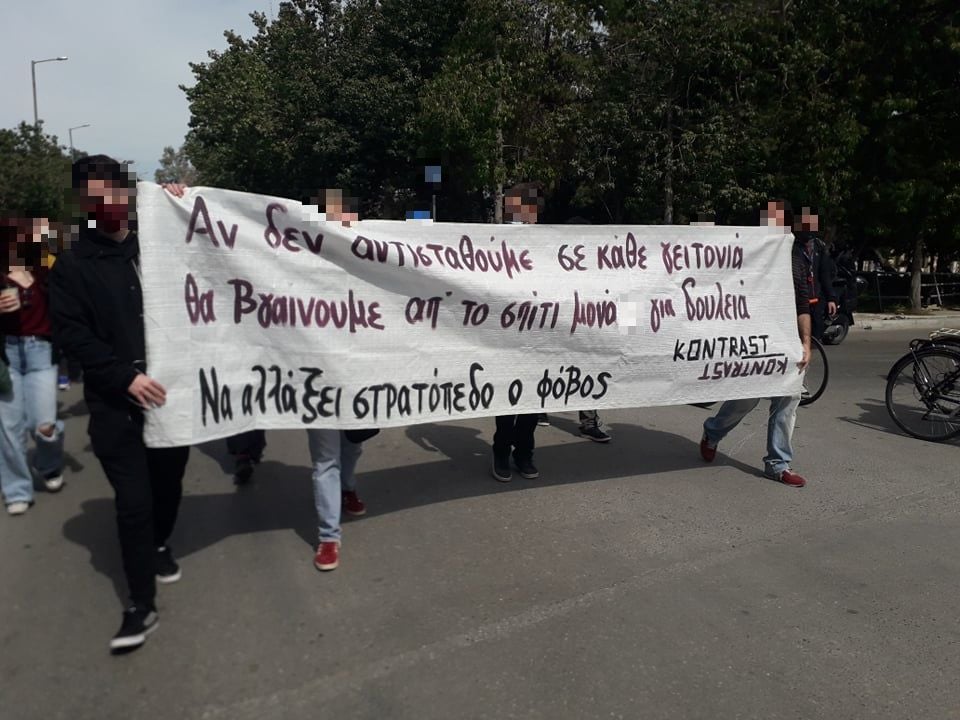 Αν δεν αντισταθούμε σε κάθε γειτονιά
θα βγαίνουμε απ' το σπίτι μονά για δουλειά
Να αλλάξει στρατόπεδο ο φόβος
KONTRAST
KONTRAST